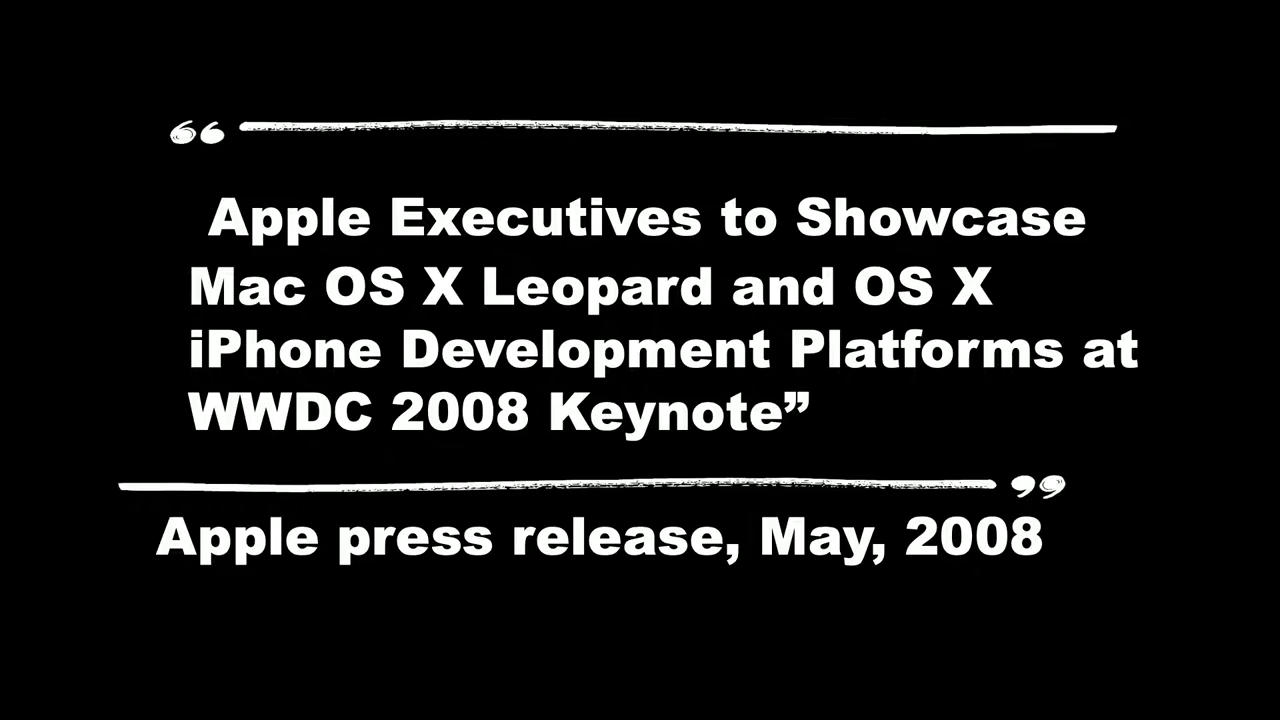 “
Apple Executives to Showcase
Mac OS X Leopard and OS X
iPhone Development Platforms at
WWDC 2008 Keynote”
”
Apple press release, May, 2008